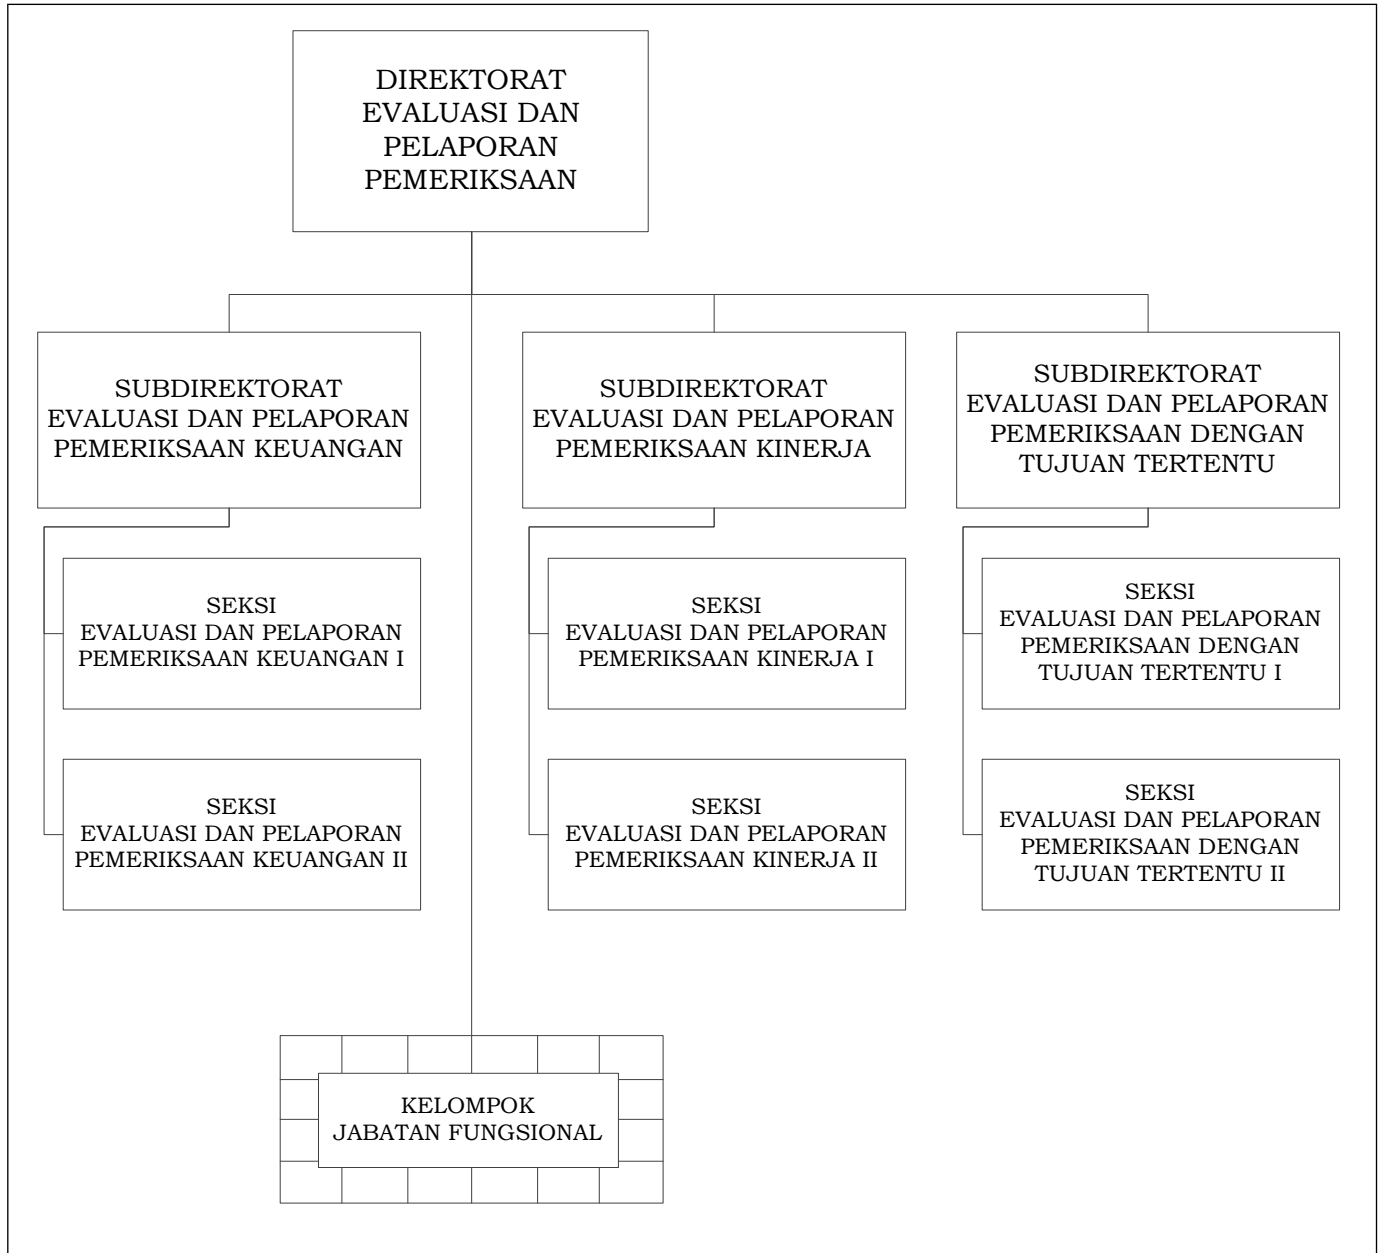 DIREKTORAT
EVALUASI DAN
PELAPORAN
PEMERIKSAAN
SUBDIREKTORAT
EVALUASI DAN PELAPORAN
PEMERIKSAAN KEUANGAN
SUBDIREKTORAT
EVALUASI DAN PELAPORAN
PEMERIKSAAN KINERJA
SUBDIREKTORAT
EVALUASI DAN PELAPORAN
PEMERIKSAAN DENGAN
TUJUAN TERTENTU
SEKSI
EVALUASI DAN PELAPORAN
PEMERIKSAAN KEUANGAN I
SEKSI
EVALUASI DAN PELAPORAN
PEMERIKSAAN KINERJA I
SEKSI
EVALUASI DAN PELAPORAN
PEMERIKSAAN DENGAN
TUJUAN TERTENTU I
SEKSI
EVALUASI DAN PELAPORAN
PEMERIKSAAN KEUANGAN II
SEKSI
EVALUASI DAN PELAPORAN
PEMERIKSAAN KINERJA II
SEKSI
EVALUASI DAN PELAPORAN
PEMERIKSAAN DENGAN
TUJUAN TERTENTU II
KELOMPOK
JABATAN FUNGSIONAL